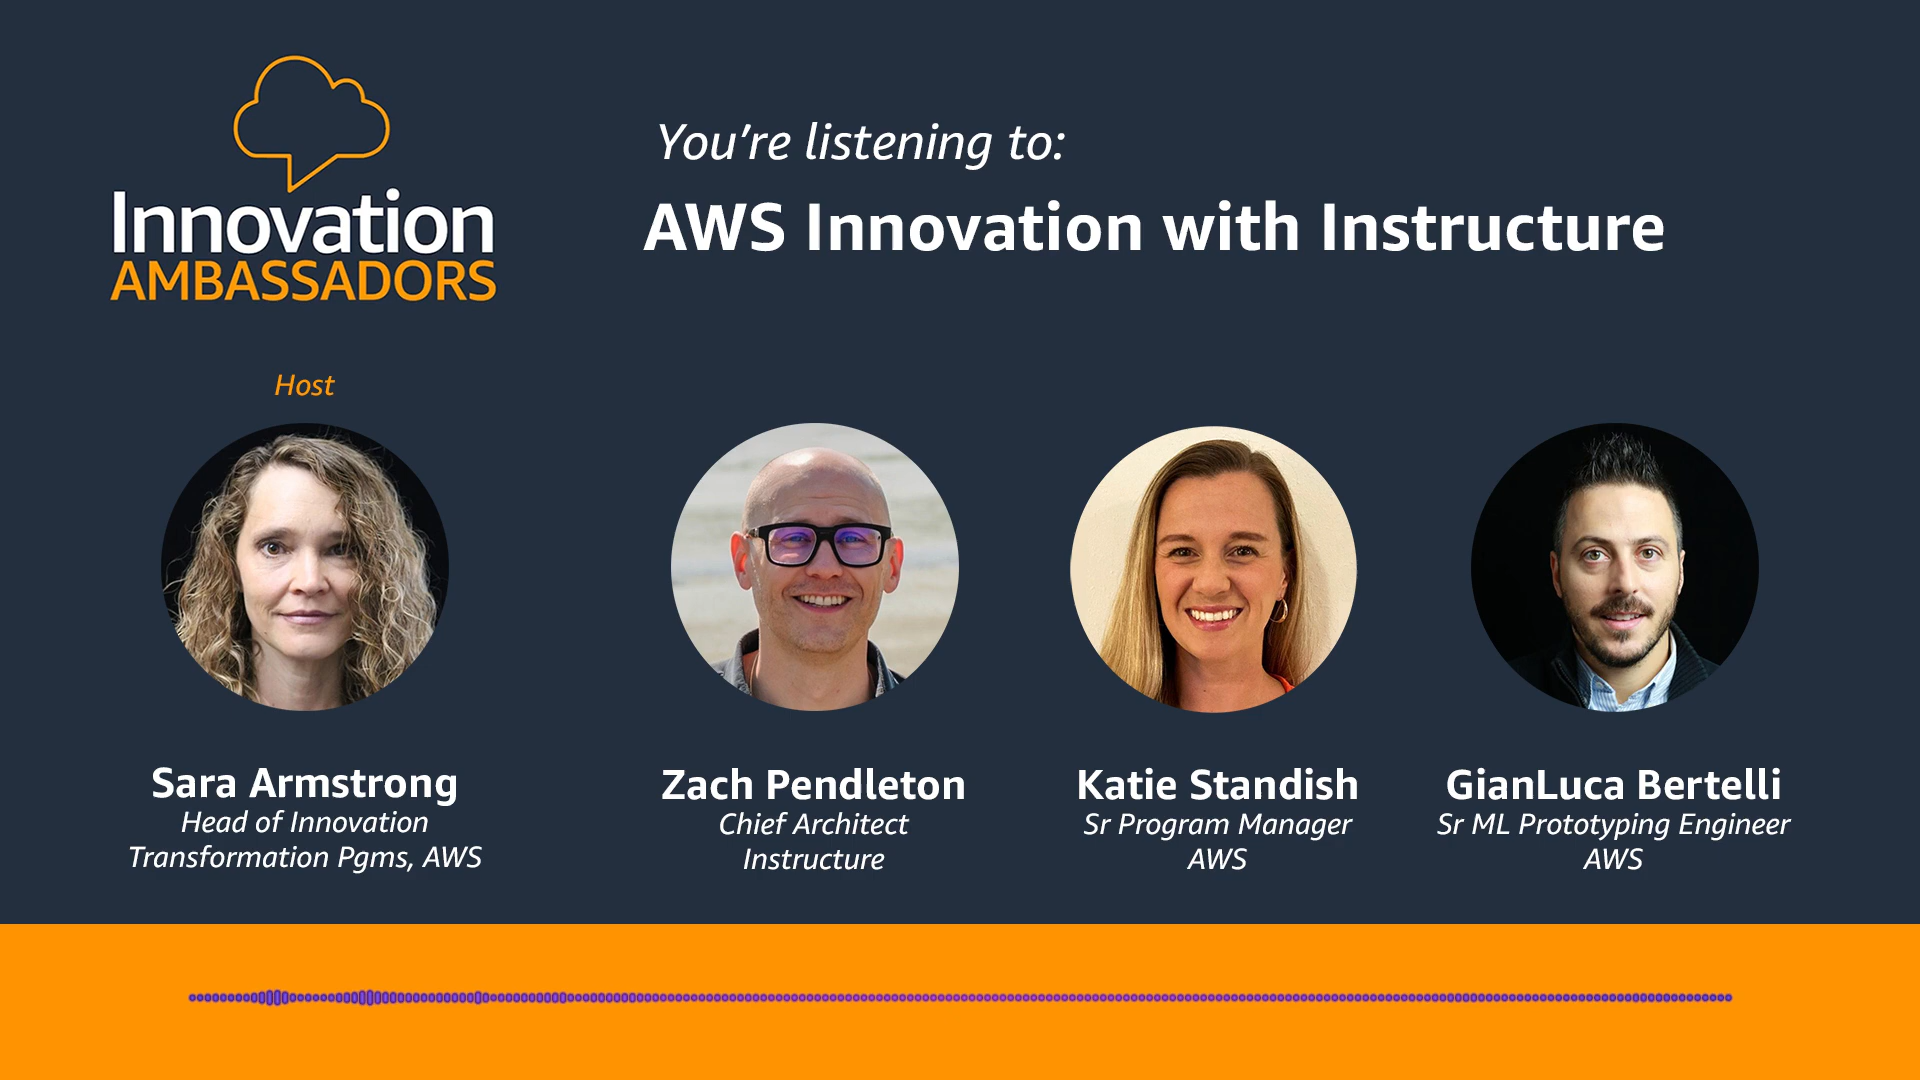 Innovation
AMBASSADORS
You’re listening to:
AWS Innovation with Instructure
Host
Sara Armstrong
Head of Innovation
Transformation Pgms, AWS
Zach Pendleton
Chief Architect
Instructure
Katie Standish
Sr Program Manager
AWS
GianLuca Bertelli
Sr ML Prototyping Engineer
AWS